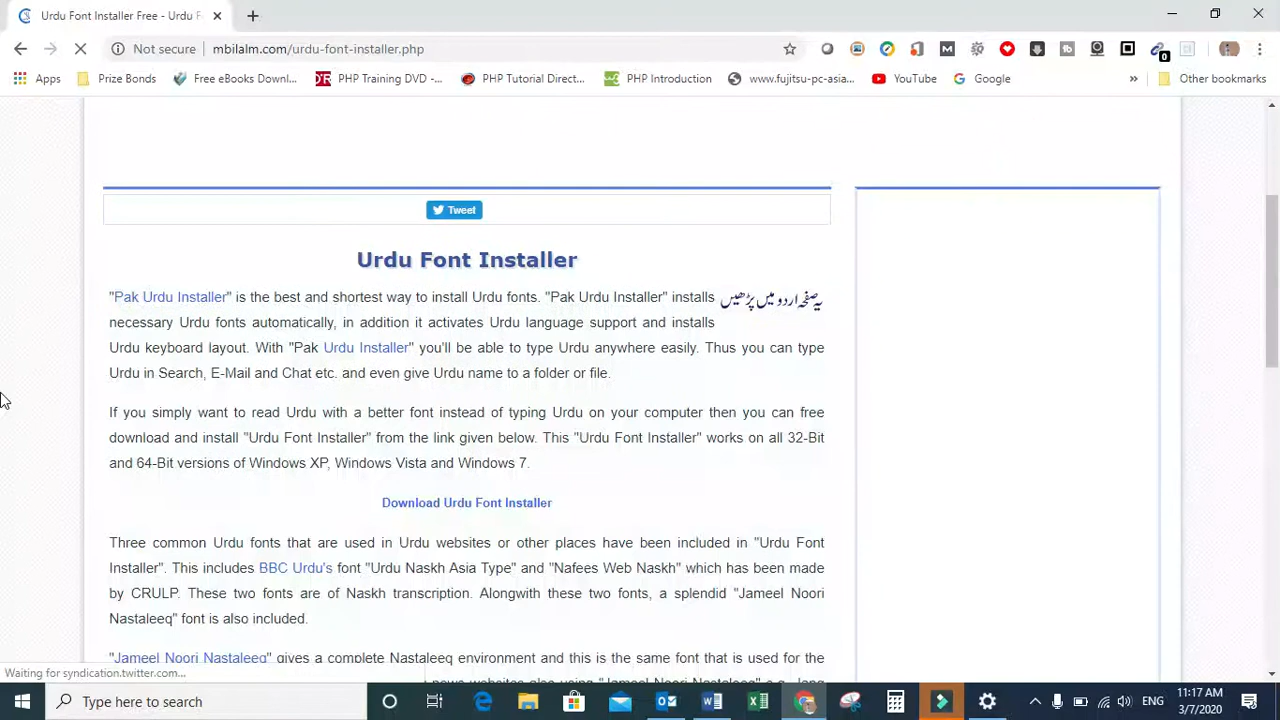 Urdu Font Installer Free - Urdu F
Not secure mbilalm.com/urdu-font-installer.php
0
Apps Prize Bonds Free eBooks Downl... PHP Training DVD -... PHP Tutorial Direct... PHP Introduction www.fujitsu-pc-asia... YouTube Google » Other bookmarks
Tweet
Urdu Font Installer
"Pak Urdu Installer" is the best and shortest way to install Urdu fonts. "Pak Urdu Installer" installs
یہ صفحہ اردو میں پڑھیں
necessary Urdu fonts automatically, in addition it activates Urdu language support and installs
Urdu keyboard layout. With "Pak Urdu Installer" you'll be able to type Urdu anywhere easily. Thus you can type
Urdu in Search, E-Mail and Chat etc. and even give Urdu name to a folder or file.
If you simply want to read Urdu with a better font instead of typing Urdu on your computer then you can free
download and install "Urdu Font Installer" from the link given below. This "Urdu Font Installer" works on all 32-Bit
and 64-Bit versions of Windows XP, Windows Vista and Windows 7.
Download Urdu Font Installer
Three common Urdu fonts that are used in Urdu websites or other places have been included in "Urdu Font
Installer". This includes BBC Urdu's font "Urdu Naskh Asia Type" and "Nafees Web Naskh" which has been made
by CRULP. These two fonts are of Naskh transcription. Alongwith these two fonts, a splendid "Jameel Noori
Nastaleeq" font is also included.
"Jameel Noori Nastaleeq" gives a complete Nastaleeq environment and this is the same font that is used for the
news websites also using "Jameel Noori Nastaleeq"
Waiting for syndication.twitter.com...
Type here to search
ENG
11:17 AM
3/7/2020